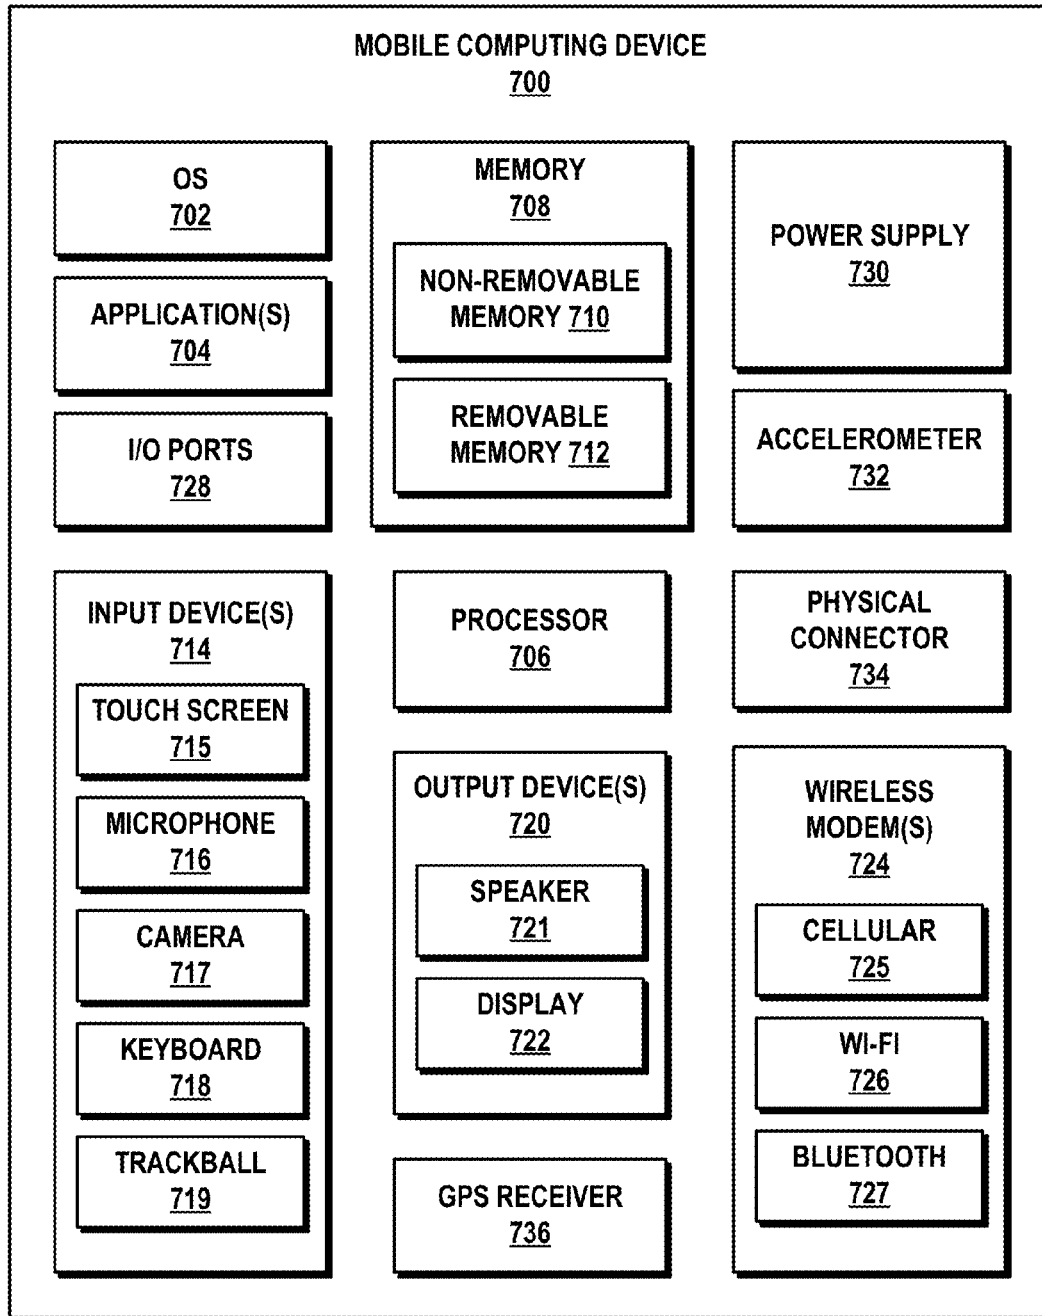 MOBILE COMPUTING DEVICE
700
OS
702
APPLICATION(S)
704
I/O PORTS
728
MEMORY
708
NON-REMOVABLE
MEMORY 710
REMOVABLE
MEMORY 712
POWER SUPPLY
730
ACCELEROMETER
732
INPUT DEVICE(S)
714
TOUCH SCREEN
715
MICROPHONE
716
CAMERA
717
KEYBOARD
718
TRACKBALL
719
PROCESSOR
706
OUTPUT DEVICE(S)
720
SPEAKER
721
DISPLAY
722
GPS RECEIVER
736
PHYSICAL
CONNECTOR
734
WIRELESS
MODEM(S)
724
CELLULAR
725
WI-FI
726
BLUETOOTH
727